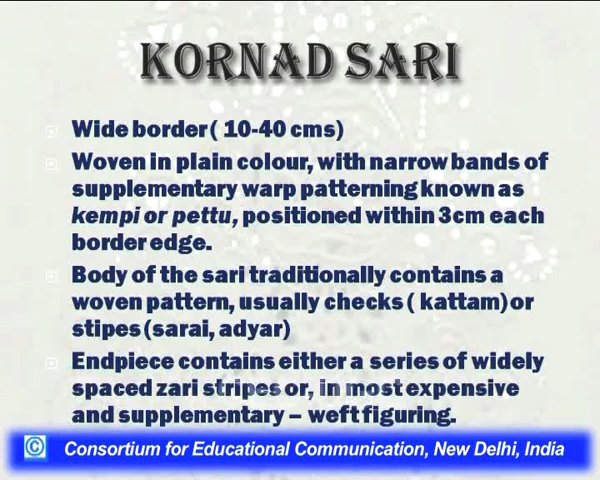 KORNAD SARI
Wide border( 10-40 cms)
Woven in plain colour, with narrow bands of
supplementary warp patterning known as
kempi or pettu, positioned within 3cm each
border edge.
Body of the sari traditionally contains a
woven pattern, usually checks ( kattam) or
stipes (sarai, adyar)
Endpiece contains either a series of widely
spaced zari stripes or, in most expensive
and supplementary – weft figuring.
© Consortium for Educational Communication, New Delhi, India